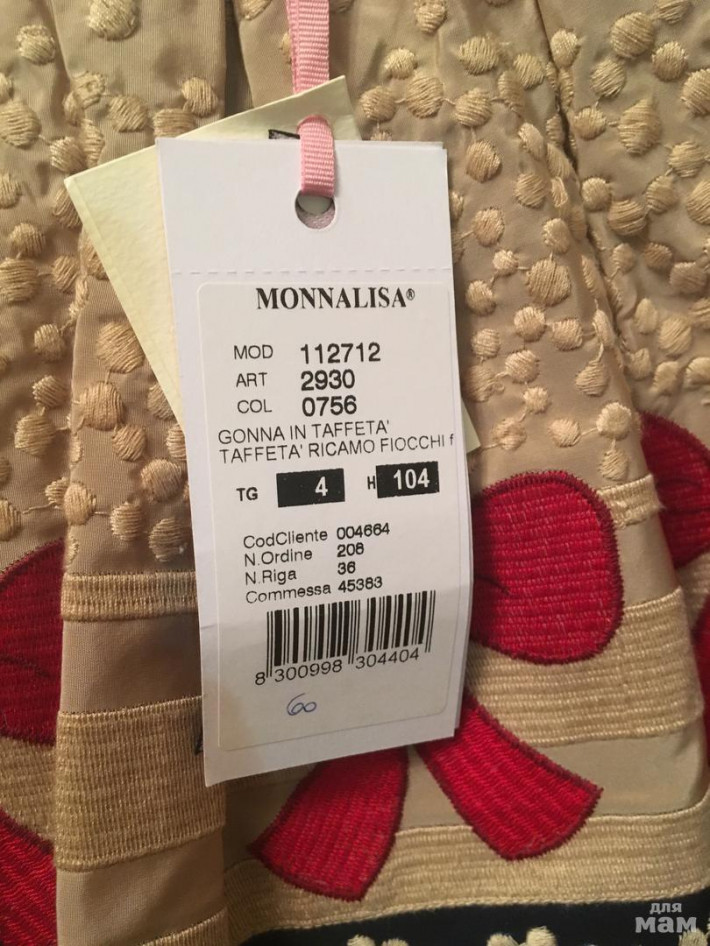 MONNALISA®
MOD 112712
ART 2930
COL 0756
GONNA IN TAFFETA'
TAFFETA' RICAMO FIOCCHI f
TG 4 H 104
CodCliente 004664
N.Ordine 208
N.Riga 36
Commessa 45383
8 300998 304404
60
для
мам